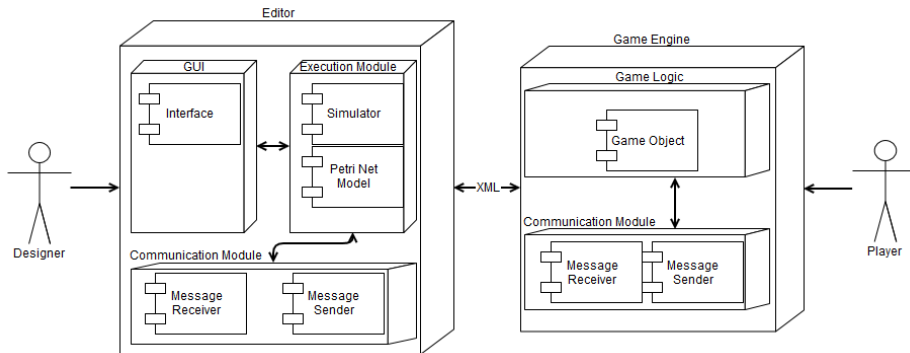 Editor
GUI
Execution Module
Interface
Simulator
Petri Net
Model
Communication Module
Message
Receiver
Message
Sender
Designer
XML
Game Engine
Game Logic
Game Object
Communication Module
Message
Receiver
Message
Sender
Player